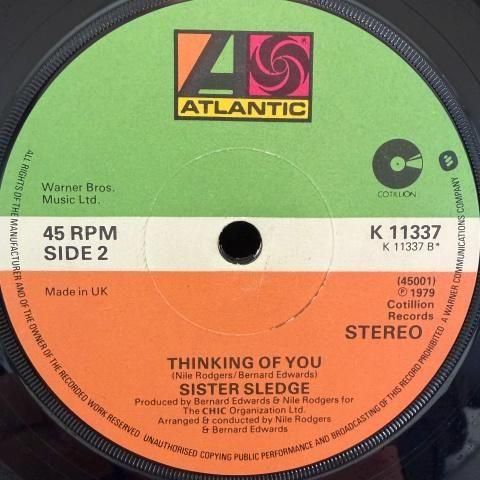 ATLANTIC
COTILLION
Warner Bros.
Music Ltd.
45 RPM
SIDE 2
K 11337
K 11337 B*
Made in UK
(45001)
℗ 1979
Cotillion
Records
STEREO
THINKING OF YOU
(Nile Rodgers/Bernard Edwards)
SISTER SLEDGE
Produced by Bernard Edwards & Nile Rodgers for
The CHIC Organization Ltd.
Arranged & conducted by Nile Rodgers
& Bernard Edwards
ALL RIGHTS OF THE MANUFACTURER AND OF THE OWNER OF THE RECORDED WORK RESERVED. UNAUTHORISED COPYING PUBLIC PERFORMANCE AND BROADCASTING OF THIS RECORD PROHIBITED
A WARNER COMMUNICATIONS COMPANY